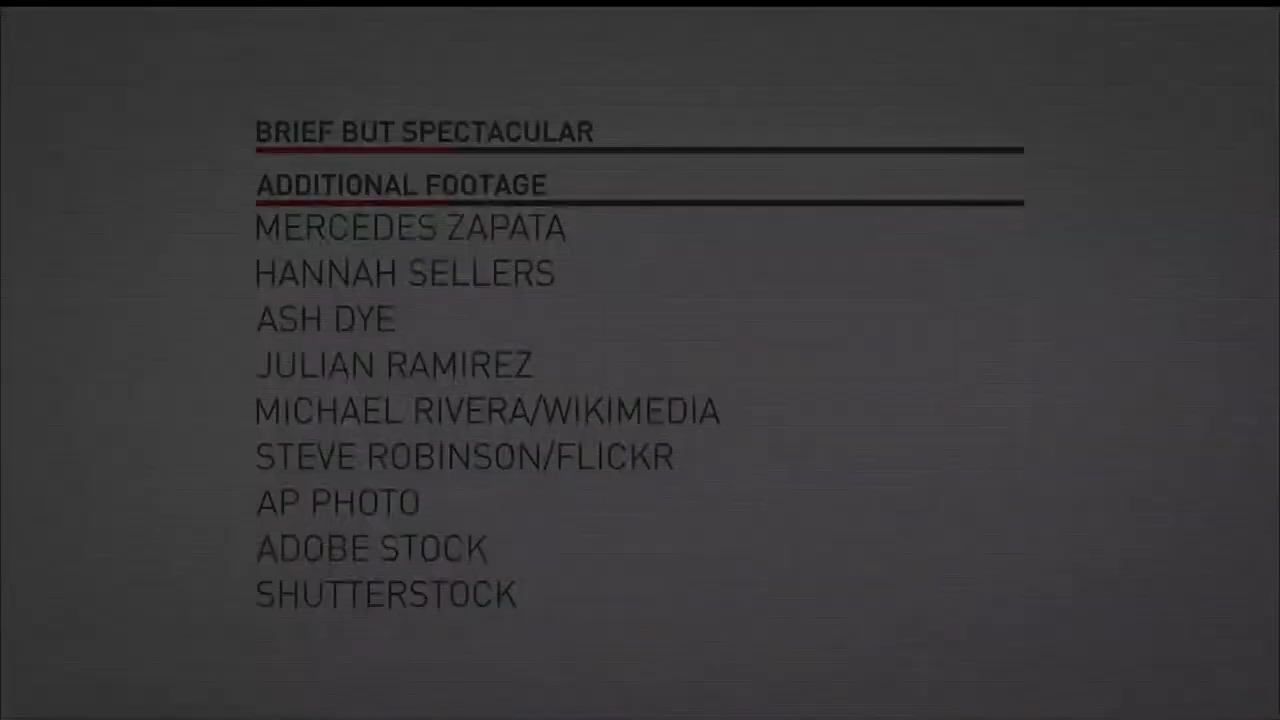 BRIEF BUT SPECTACULAR
ADDITIONAL FOOTAGE
MERCEDES ZAPATA
HANNAH SELLERS
ASH DYE
JULIAN RAMIREZ
MICHAEL RIVERA/WIKIMEDIA
STEVE ROBINSON/FLICKR
AP PHOTO
ADOBE STOCK
SHUTTERSTOCK